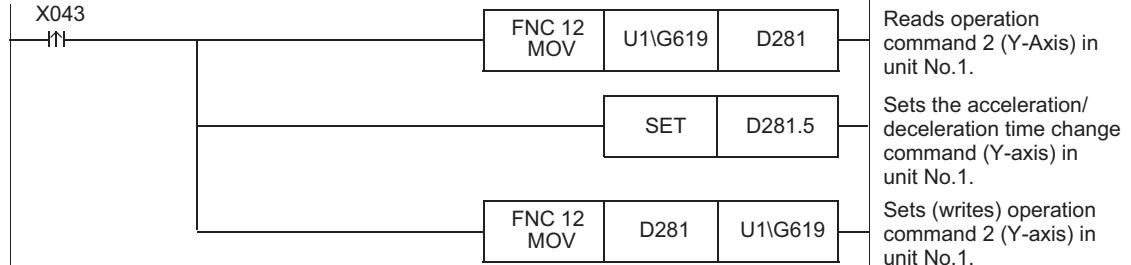 X043
FNC 12
MOV
U1\G619
D281
Reads operation
command 2 (Y-Axis) in
unit No.1.
SET
D281.5
Sets the acceleration/
deceleration time change
command (Y-axis) in
unit No.1.
FNC 12
MOV
D281
U1\G619
Sets (writes) operation
command 2 (Y-axis) in
unit No.1.